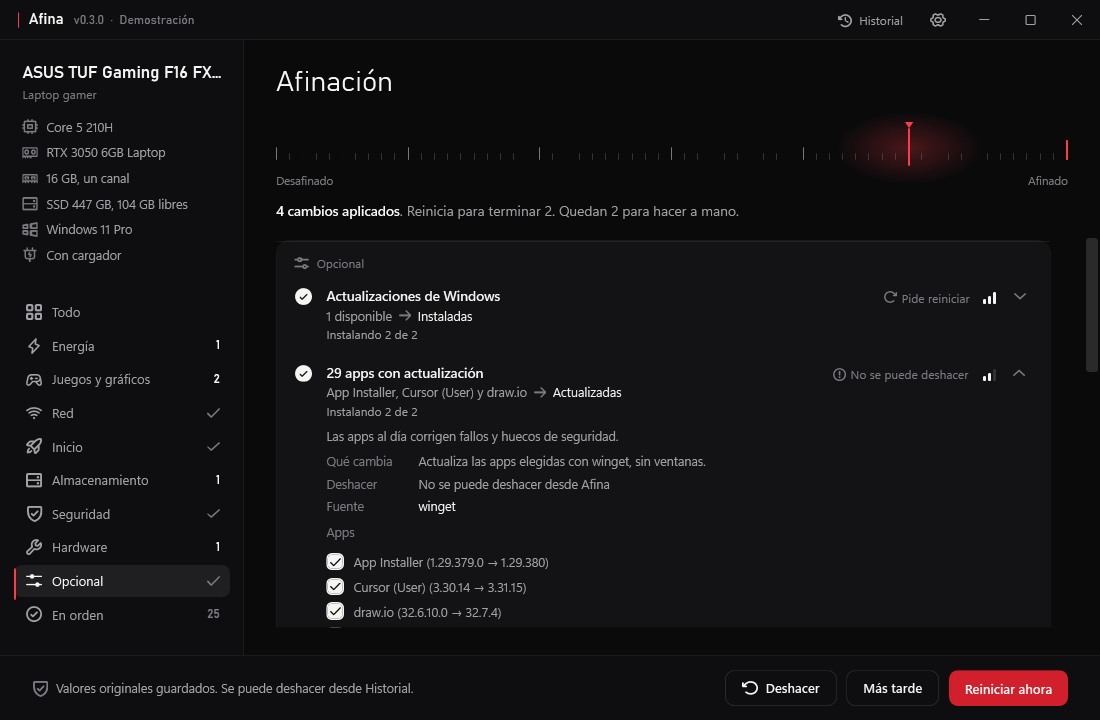 Afina v0.3.0 · Demostración
Historial
ASUS TUF Gaming F16 FX...
Laptop gamer
Core 5 210H
RTX 3050 6GB Laptop
16 GB, un canal
SSD 447 GB, 104 GB libres
Windows 11 Pro
Con cargador
Todo
Energía 1
Juegos y gráficos 2
Red
Inicio
Almacenamiento 1
Seguridad
Hardware 1
Opcional
En orden 25
Afinación
Desafinado Afinado
4 cambios aplicados. Reinicia para terminar 2. Quedan 2 para hacer a mano.
Opcional
Actualizaciones de Windows Pide reiniciar
1 disponible → Instaladas
Instalando 2 de 2
29 apps con actualización No se puede deshacer
App Installer, Cursor (User) y draw.io → Actualizadas
Instalando 2 de 2
Las apps al día corrigen fallos y huecos de seguridad.
Qué cambia Actualiza las apps elegidas con winget, sin ventanas.
Deshacer No se puede deshacer desde Afina
Fuente winget
Apps
App Installer (1.29.379.0 → 1.29.380)
Cursor (User) (3.30.14 → 3.31.15)
draw.io (32.6.10.0 → 32.7.4)
Valores originales guardados. Se puede deshacer desde Historial.
Deshacer Más tarde Reiniciar ahora